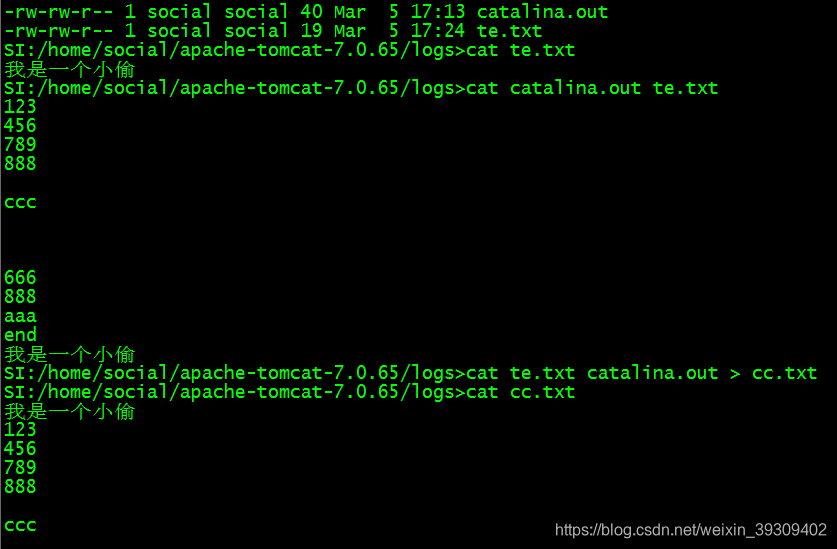 -rw-rw-r-- 1 social social 40 Mar  5 17:13 catalina.out
-rw-rw-r-- 1 social social 19 Mar  5 17:24 te.txt
SI:/home/social/apache-tomcat-7.0.65/logs>cat te.txt
我是一个小偷
SI:/home/social/apache-tomcat-7.0.65/logs>cat catalina.out te.txt
123
456
789
888
ccc
666
888
aaa
end
我是一个小偷
SI:/home/social/apache-tomcat-7.0.65/logs>cat te.txt catalina.out > cc.txt
SI:/home/social/apache-tomcat-7.0.65/logs>cat cc.txt
我是一个小偷
123
456
789
888
ccc
https://blog.csdn.net/weixin_39309402